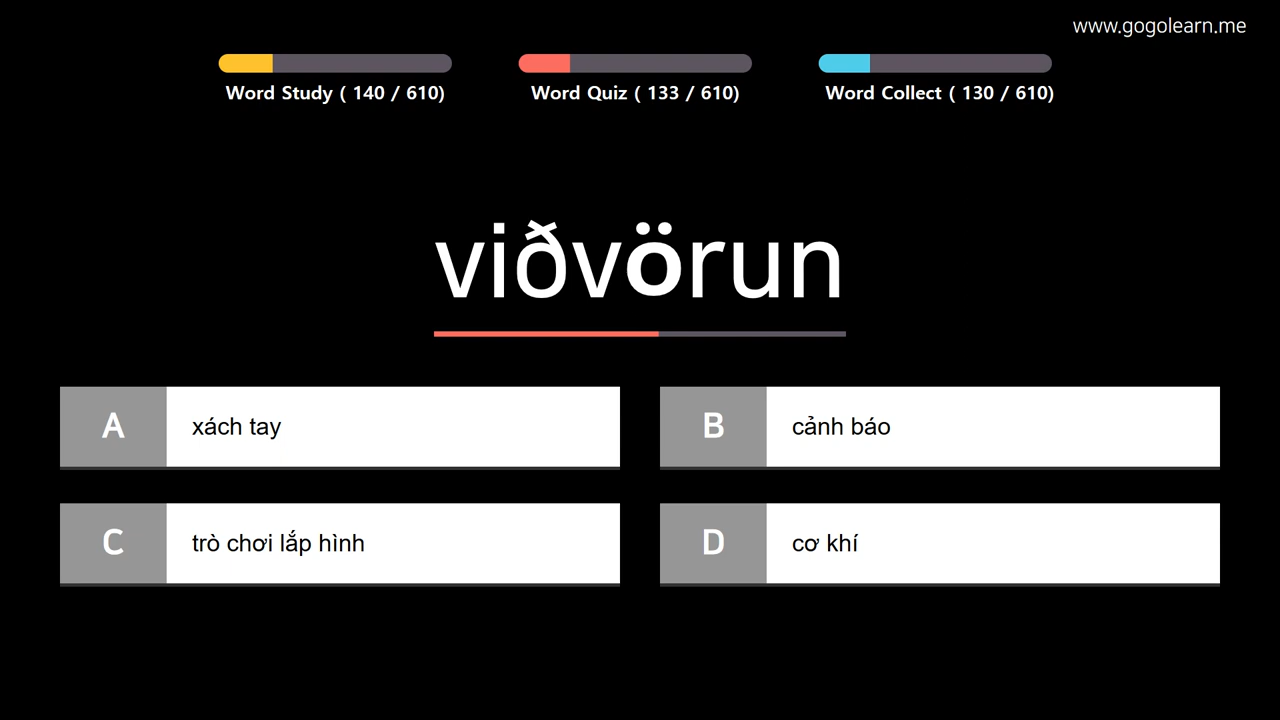 www.gogolearn.me
Word Study ( 140 / 610)
Word Quiz ( 133 / 610)
Word Collect ( 130 / 610)
viðvörun
A xách tay
B cảnh báo
C trò chơi lắp hình
D cơ khí